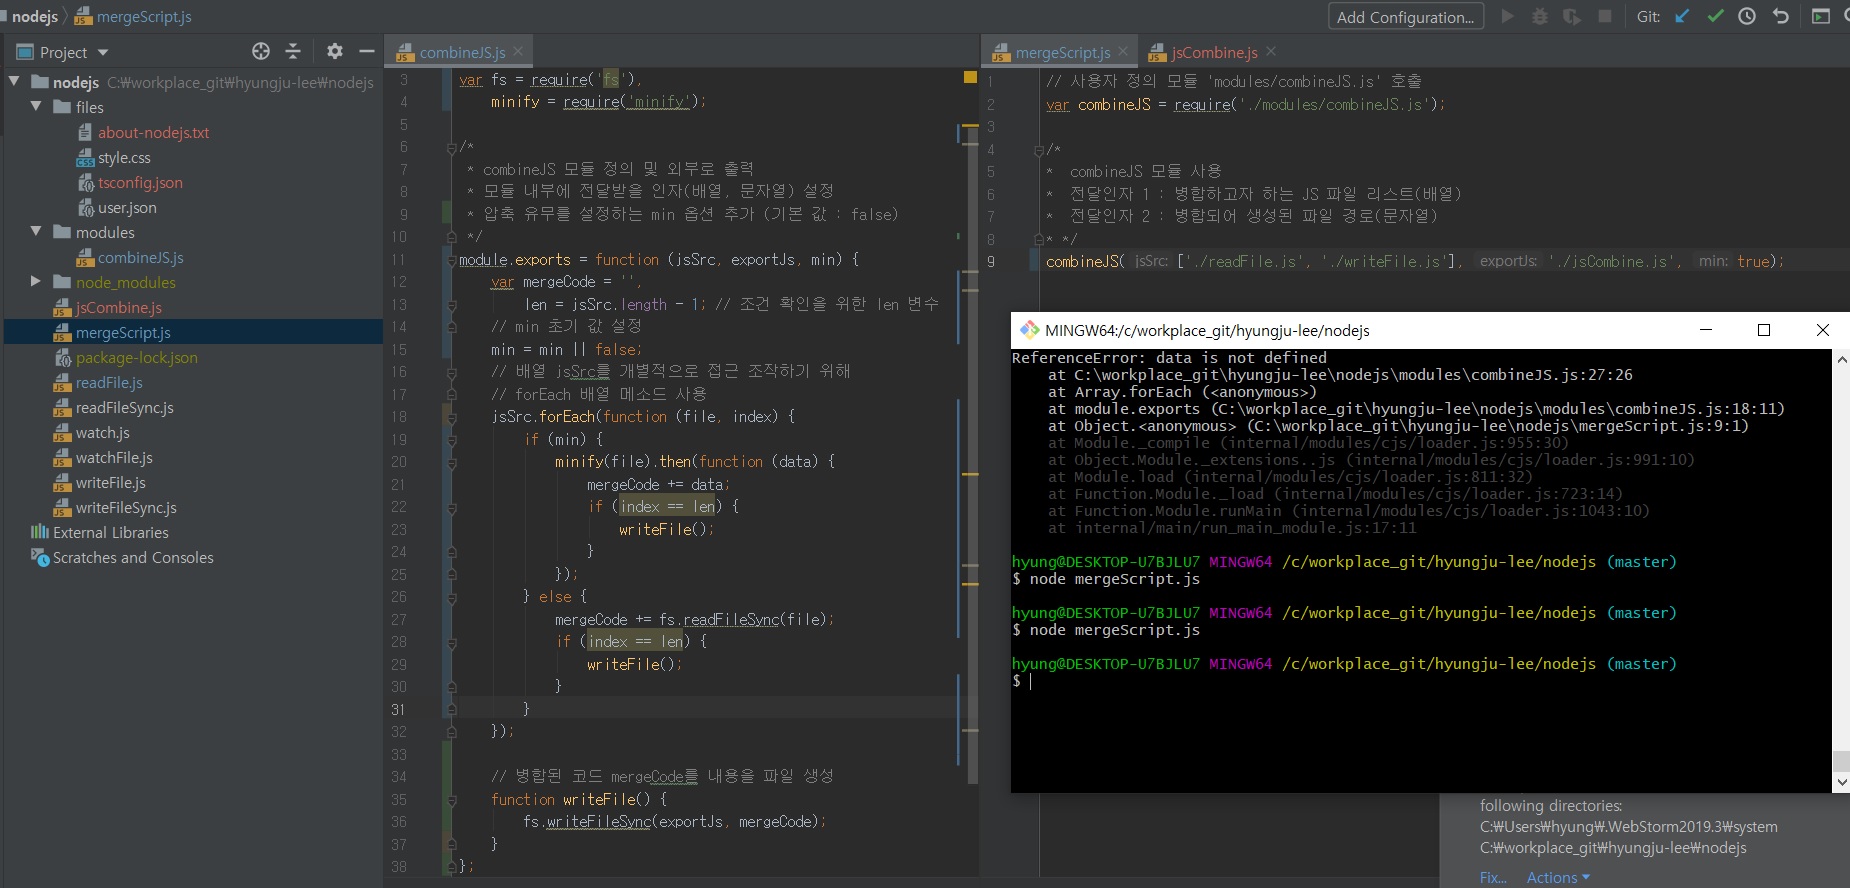 nodejs mergeScript.js Add Configuration... Git:
Project
nodejs C:₩workplace_git₩hyungju-lee₩nodejs
files
about-nodejs.txt
style.css
tsconfig.json
user.json
modules
combineJS.js
node_modules
jsCombine.js
mergeScript.js
package-lock.json
readFile.js
readFileSync.js
watch.js
watchFile.js
writeFile.js
writeFileSync.js
External Libraries
Scratches and Consoles
combineJS.js
3 var fs = require('fs'),
4 minify = require('minify');
5
6 /*
7 * combineJS 모듈 정의 및 외부로 출력
8 * 모듈 내부에 전달받을 인자(배열, 문자열) 설정
9 * 압축 유무를 설정하는 min 옵션 추가 (기본 값 : false)
10 */
11 module.exports = function (jsSrc, exportJs, min) {
12 var mergeCode = '',
13 len = jsSrc.length - 1; // 조건 확인을 위한 len 변수
14 // min 초기 값 설정
15 min = min || false;
16 // 배열 jsSrc를 개별적으로 접근 조작하기 위해
17 // forEach 배열 메소드 사용
18 jsSrc.forEach(function (file, index) {
19 if (min) {
20 minify(file).then(function (data) {
21 mergeCode += data;
22 if (index == len) {
23 writeFile();
24 }
25 });
26 } else {
27 mergeCode += fs.readFileSync(file);
28 if (index == len) {
29 writeFile();
30 }
31 }
32 });
33
34 // 병합된 코드 mergeCode를 내용을 파일 생성
35 function writeFile() {
36 fs.writeFileSync(exportJs, mergeCode);
37 }
38 };
mergeScript.js jsCombine.js
1 // 사용자 정의 모듈 'modules/combineJS.js' 호출
2 var combineJS = require('./modules/combineJS.js');
3
4 /*
5 * combineJS 모듈 사용
6 * 전달인자 1 : 병합하고자 하는 JS 파일 리스트(배열)
7 * 전달인자 2 : 병합되어 생성된 파일 경로(문자열)
8 * */
9 combineJS( jsSrc: ['./readFile.js', './writeFile.js'], exportJs: './jsCombine.js', min: true);
MINGW64:/c/workplace_git/hyungju-lee/nodejs
ReferenceError: data is not defined
at C:\workplace_git\hyungju-lee\nodejs\modules\combineJS.js:27:26
at Array.forEach (<anonymous>)
at module.exports (C:\workplace_git\hyungju-lee\nodejs\modules\combineJS.js:18:11)
at Object.<anonymous> (C:\workplace_git\hyungju-lee\nodejs\mergeScript.js:9:1)
at Module._compile (internal/modules/cjs/loader.js:955:30)
at Object.Module._extensions..js (internal/modules/cjs/loader.js:991:10)
at Module.load (internal/modules/cjs/loader.js:811:32)
at Function.Module._load (internal/modules/cjs/loader.js:723:14)
at Function.Module.runMain (internal/modules/cjs/loader.js:1043:10)
at internal/main/run_main_module.js:17:11
hyung@DESKTOP-U7BJLU7 MINGW64 /c/workplace_git/hyungju-lee/nodejs (master)
$ node mergeScript.js
hyung@DESKTOP-U7BJLU7 MINGW64 /c/workplace_git/hyungju-lee/nodejs (master)
$ node mergeScript.js
hyung@DESKTOP-U7BJLU7 MINGW64 /c/workplace_git/hyungju-lee/nodejs (master)
$
following directories:
C:₩Users₩hyung₩.WebStorm2019.3₩system
C:₩workplace_git₩hyungju-lee₩nodejs
Fix... Actions